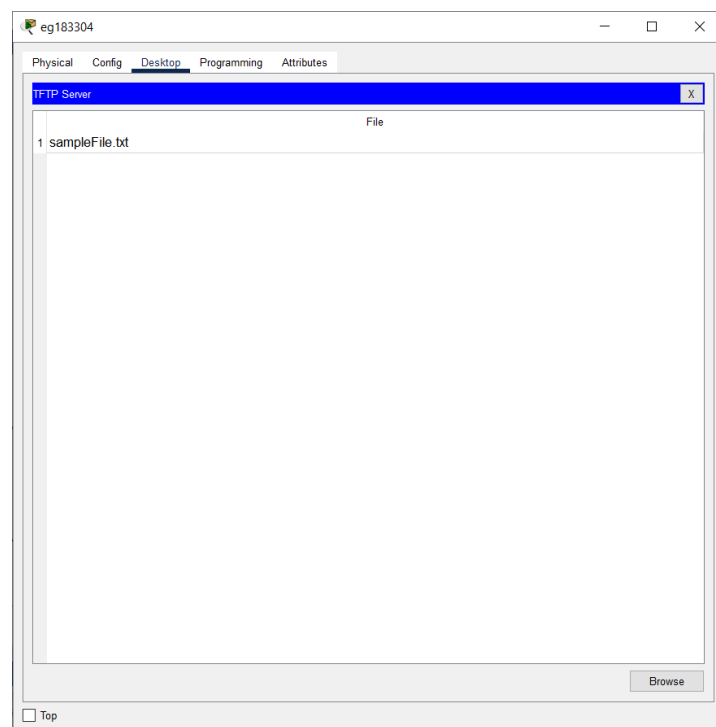 eg183304
Physical Config Desktop Programming Attributes
TFTP Server X
File
1 sampleFile.txt
Browse
Top